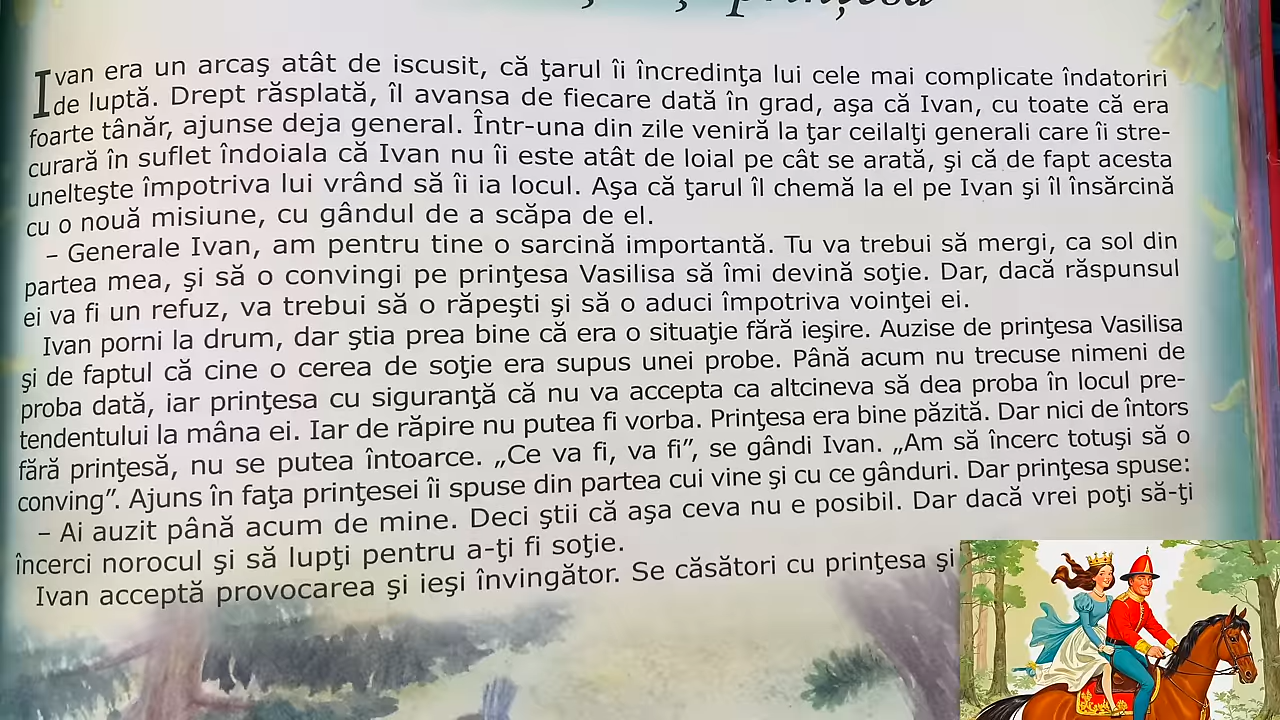 prinţesa
Ivan era un arcaş atât de iscusit, că ţarul îi încredinţa lui cele mai complicate îndatoriri
de luptă. Drept răsplată, îl avansa de fiecare dată în grad, aşa că Ivan, cu toate că era
foarte tânăr, ajunse deja general. Într-una din zile veniră la ţar ceilalţi generali care îi stre-
curară în suflet îndoiala că Ivan nu îi este atât de loial pe cât se arată, şi că de fapt acesta
unelteşte împotriva lui vrând să îi ia locul. Aşa că ţarul îl chemă la el pe Ivan şi îl însărcină
cu o nouă misiune, cu gândul de a scăpa de el.
– Generale Ivan, am pentru tine o sarcină importantă. Tu va trebui să mergi, ca sol din
partea mea, şi să o convingi pe prinţesa Vasilisa să îmi devină soţie. Dar, dacă răspunsul
ei va fi un refuz, va trebui să o răpeşti şi să o aduci împotriva voinţei ei.
Ivan porni la drum, dar ştia prea bine că era o situaţie fără ieşire. Auzise de prinţesa Vasilisa
şi de faptul că cine o cerea de soţie era supus unei probe. Până acum nu trecuse nimeni de
proba dată, iar prinţesa cu siguranţă că nu va accepta ca altcineva să dea proba în locul pre-
tendentului la mâna ei. Iar de răpire nu putea fi vorba. Prinţesa era bine păzită. Dar nici de întors
fără prinţesă, nu se putea întoarce. „Ce va fi, va fi”, se gândi Ivan. „Am să încerc totuşi să o
conving”. Ajuns în faţa prinţesei îi spuse din partea cui vine şi cu ce gânduri. Dar prinţesa spuse:
– Ai auzit până acum de mine. Deci ştii că aşa ceva nu e posibil. Dar dacă vrei poţi să-ţi
încerci norocul şi să lupţi pentru a-ţi fi soţie.
Ivan acceptă provocarea şi ieşi învingător. Se căsători cu prinţesa şi